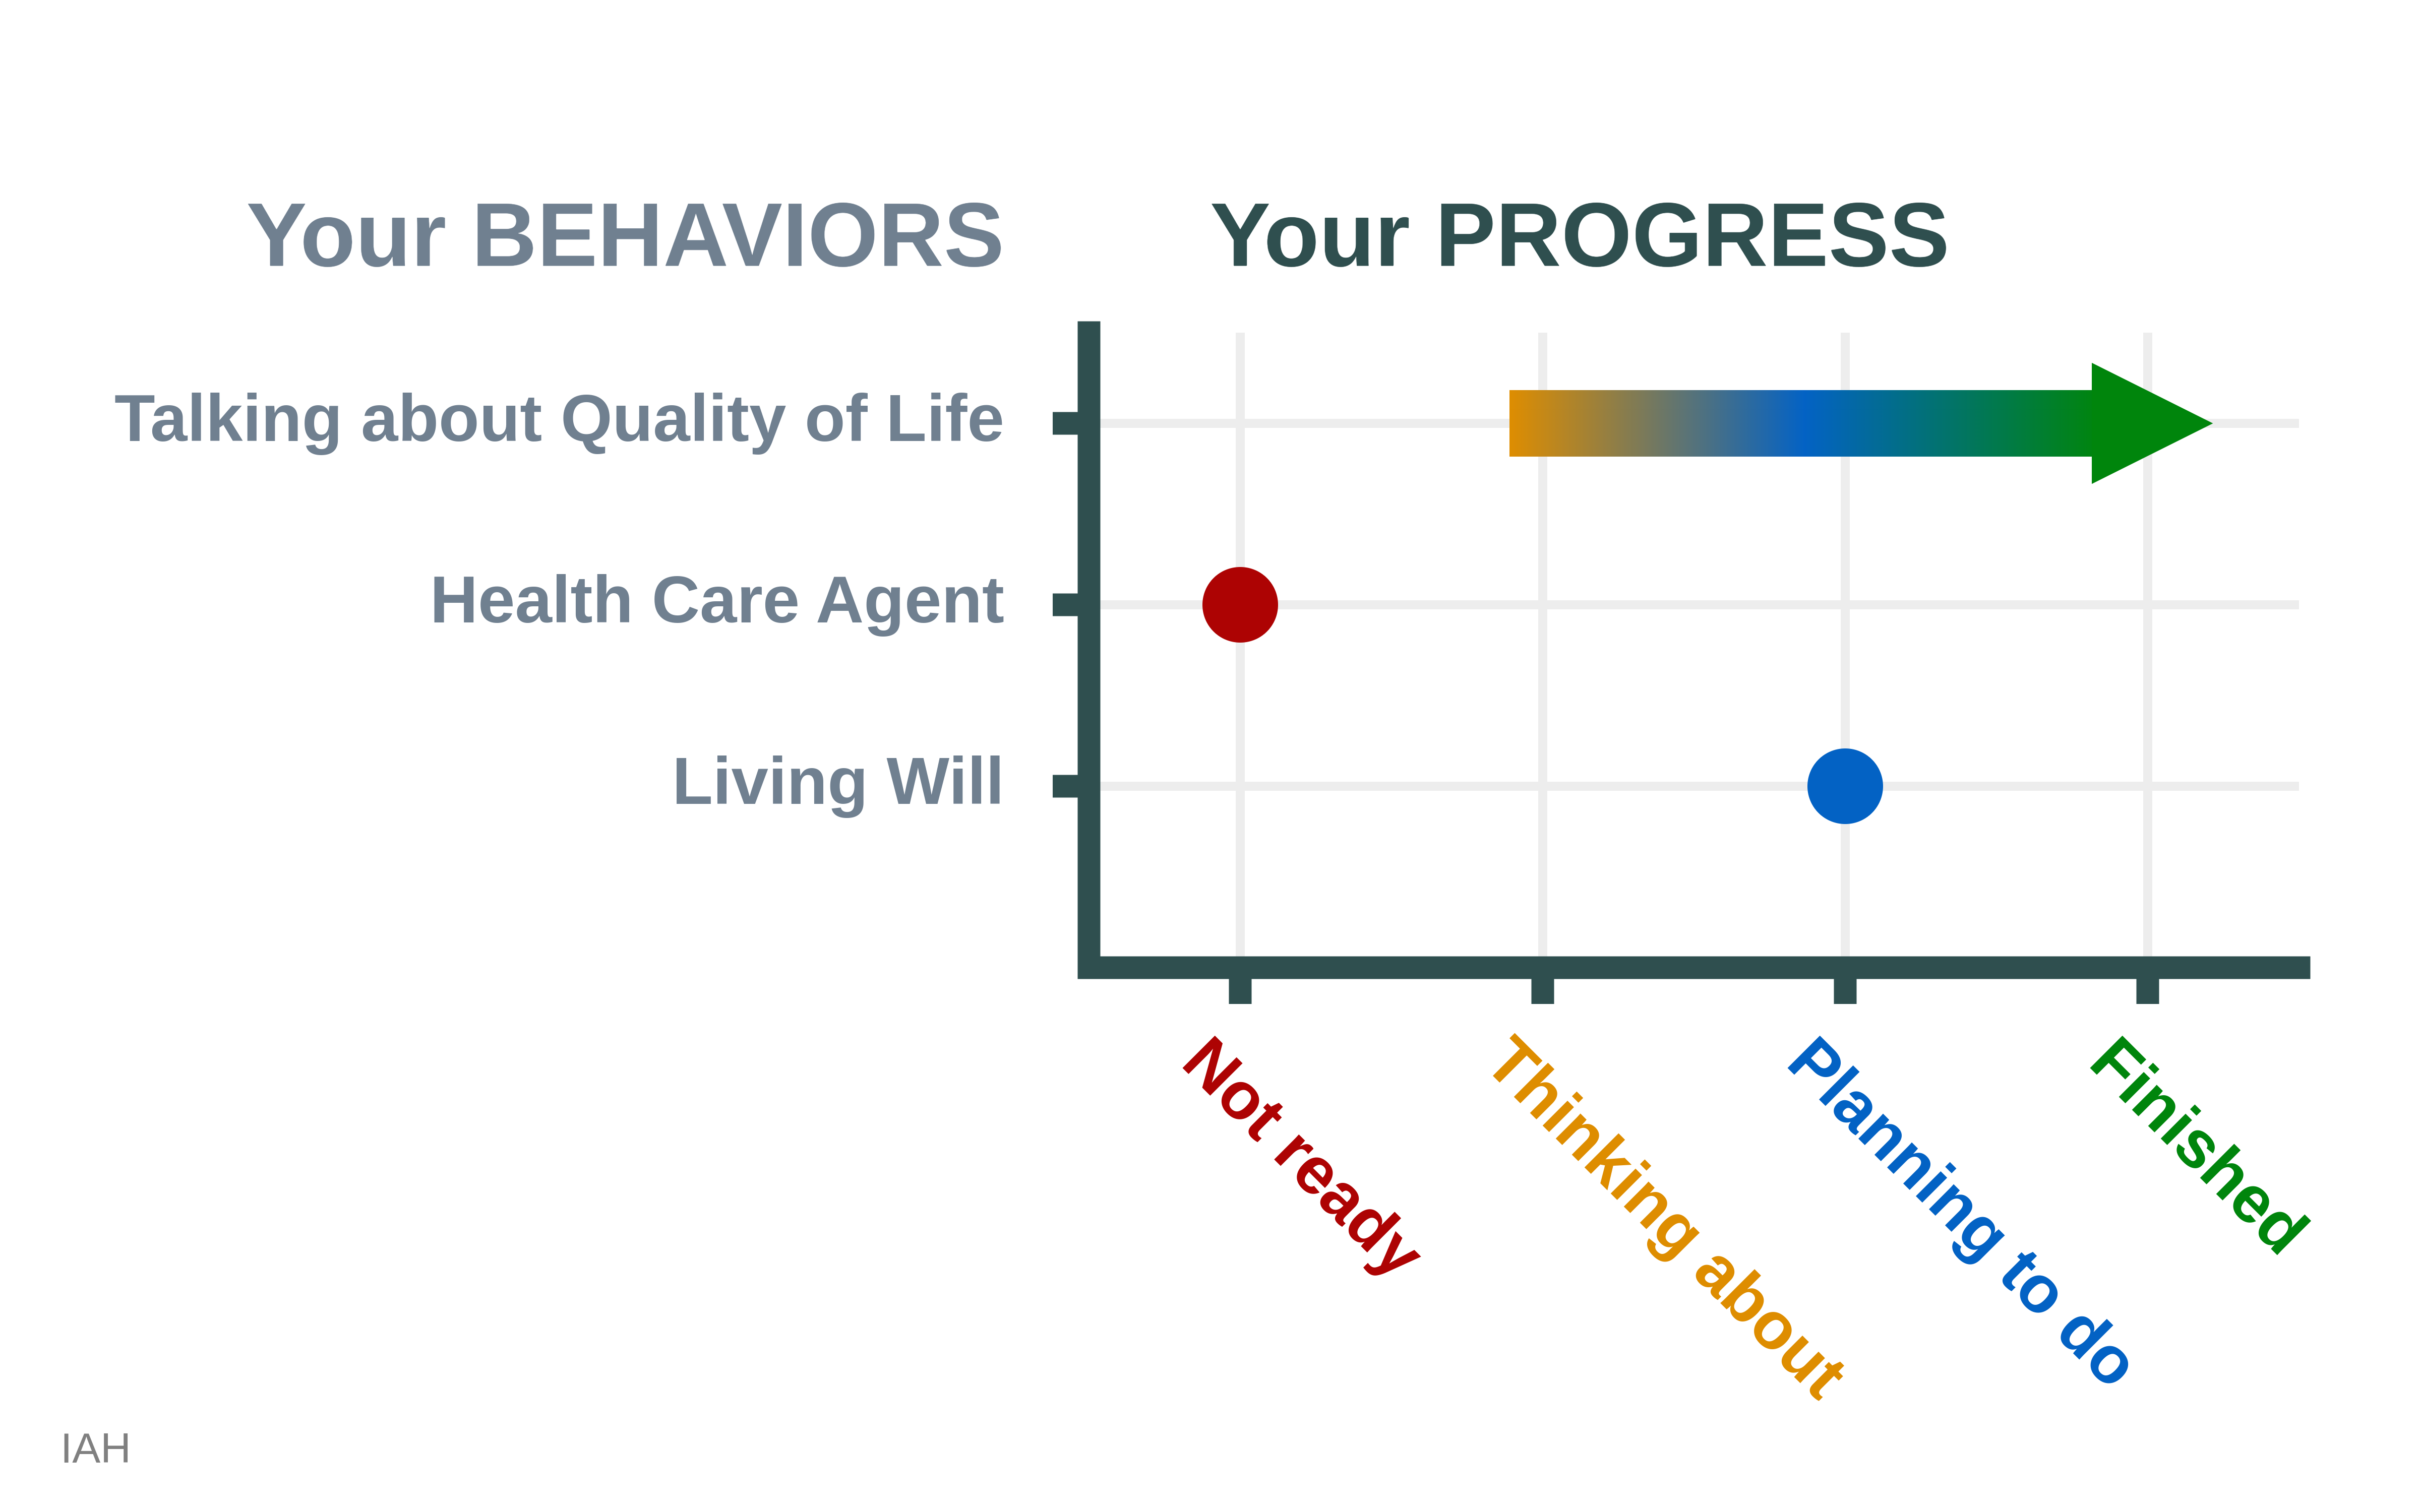 Your BEHAVIORS
Your PROGRESS
Talking about Quality of Life
Health Care Agent
Living Will
Not ready
Thinking about
Planning to do
Finished
IAH